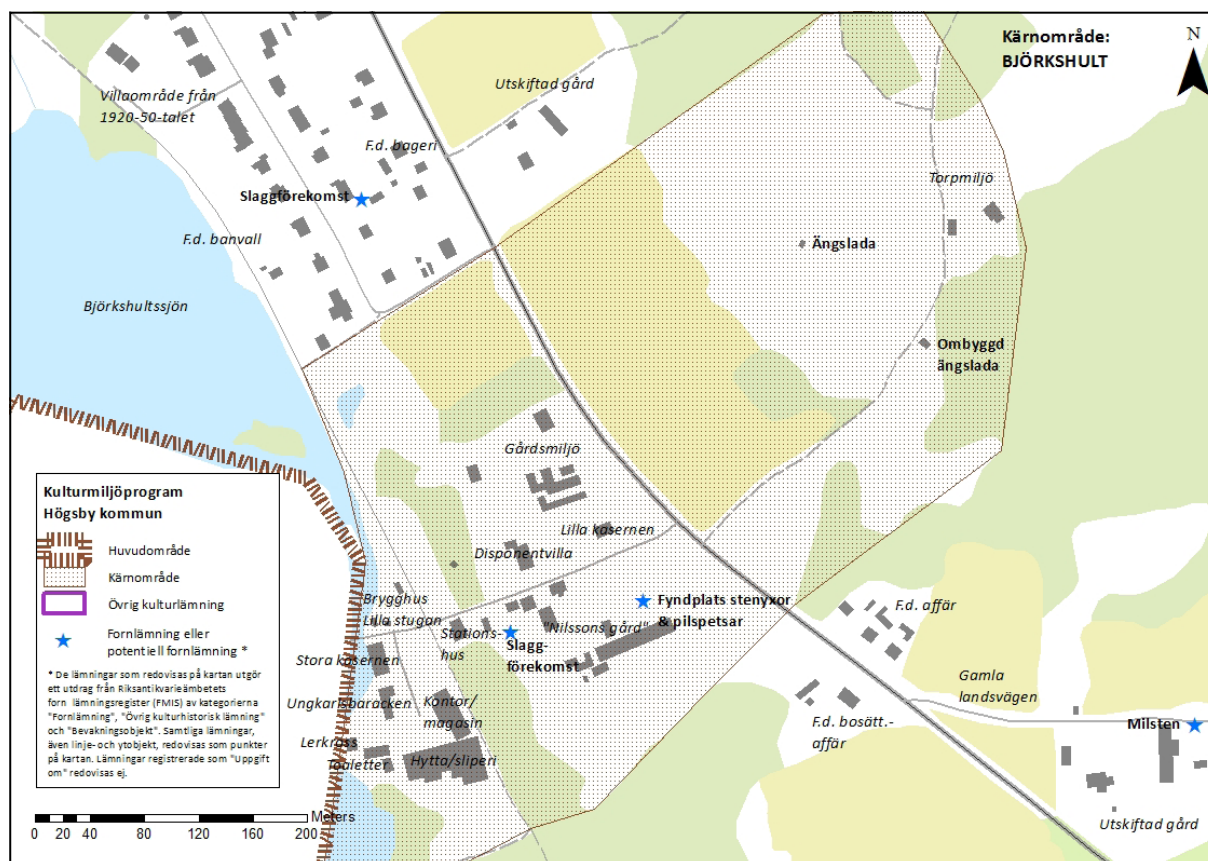 Kärnområde:
BJÖRKSHULT
N
Utskiftad gård
Villaområde från
1920-50-talet
F.d. bageri
Slaggförekomst
Torpmiljö
F.d. banvall
Ängslada
Björkshultssjön
Ombyggd
ängslada
Gårdsmiljö
Lilla kasernen
Disponentvilla
Brygghus
Lilla stugan
Fyndplats stenyxor
& pilspetsar
"Nilssons gård"
Stations-
hus
Slagg-
förekomst
F.d. affär
Stora kasernen
Gamla
landsvägen
Ungkarlsbaracken
Kontor/
magasin
F.d. bosätt.-
affär
Milsten
Lerkross
Toaletter
Hytta/sliperi
Utskiftad gård
Kulturmiljöprogram
Högsby kommun
Huvudområde
Kärnområde
Övrig kulturlämning
Fornlämning eller
potentiell fornlämning *
* De lämningar som redovisas på kartan utgör
ett utdrag från Riksantikvarieämbetets
forn lämningsregister (FMIS) av kategorierna
"Fornlämning", "Övrig kulturhistorisk lämning"
och "Bevakningsobjekt". Samtliga lämningar,
även linje- och ytobjekt, redovisas som punkter
på kartan. Lämningar registrerade som "Uppgift
om" redovisas ej.
Meters
0 20 40 80 120 160 200